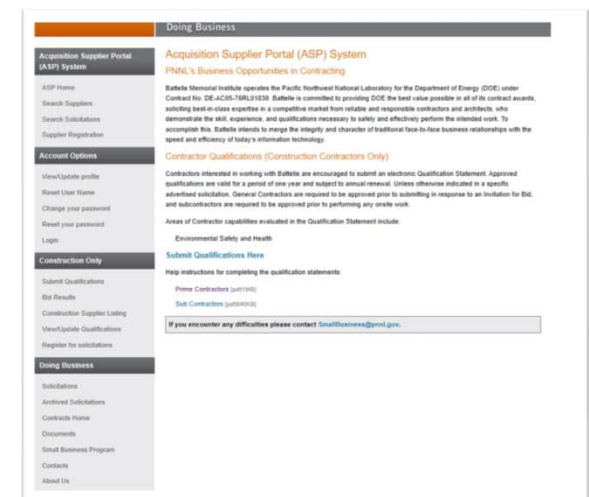 Doing Business
Acquisition Supplier Portal
(ASP) System
ASP Home
Search Suppliers
Search Solicitations
Supplier Registration
Account Options
View/Update profile
Reset User Name
Change your password
Reset your password
Login
Construction Only
Submit Qualifications
Bid Results
Construction Supplier Listing
View/Update Qualifications
Register for solicitations
Doing Business
Solicitations
Archived Solicitations
Contracts Home
Documents
Small Business Program
Contacts
About Us
Acquisition Supplier Portal (ASP) System
PNNL's Business Opportunities in Contracting
Battelle Memorial Institute operates the Pacific Northwest National Laboratory for the Department of Energy (DOE) under
Contract No. DE-AC05-76RL01830. Battelle is committed to providing DOE the best value possible in all of its contract awards,
soliciting best-in-class expertise in a competitive market from reliable and responsible contractors and architects, who
demonstrate the skill, experience, and qualifications necessary to safely and effectively perform the intended work. To
accomplish this, Battelle intends to merge the integrity and character of traditional face-to-face business relationships with the
speed and efficiency of today's information technology.
Contractor Qualifications (Construction Contractors Only)
Contractors interested in working with Battelle are encouraged to submit an electronic Qualification Statement. Approved
qualifications are valid for a period of one year and subject to annual renewal. Unless otherwise indicated in a specific
advertised solicitation, General Contractors are required to be approved prior to submitting in response to an Invitation for Bid,
and subcontractors are required to be approved prior to performing any onsite work.
Areas of Contractor capabilities evaluated in the Qualification Statement include:
Environmental Safety and Health
Submit Qualifications Here
Help instructions for completing the qualification statements:
Prime Contractors [pdf|1MB]
Sub Contractors
If you encounter any difficulties please contact SmallBusiness@pnnl.gov.